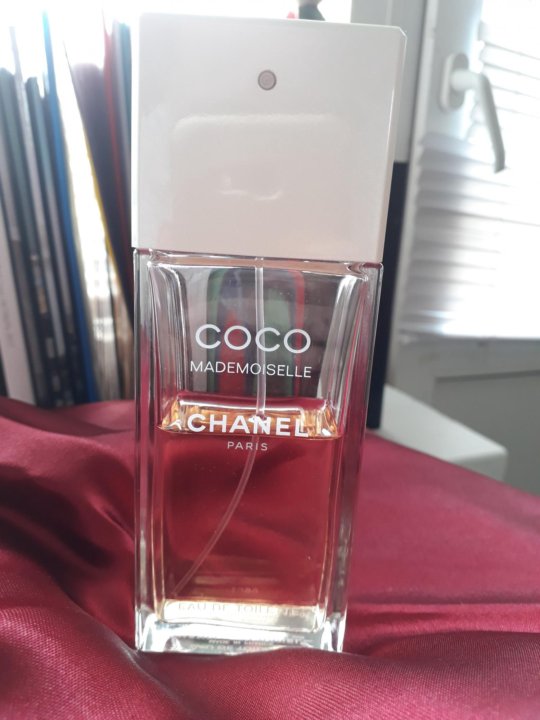 COCO
MADEMOISELLE
CHANEL
PARIS
EAU DE TOILETTE